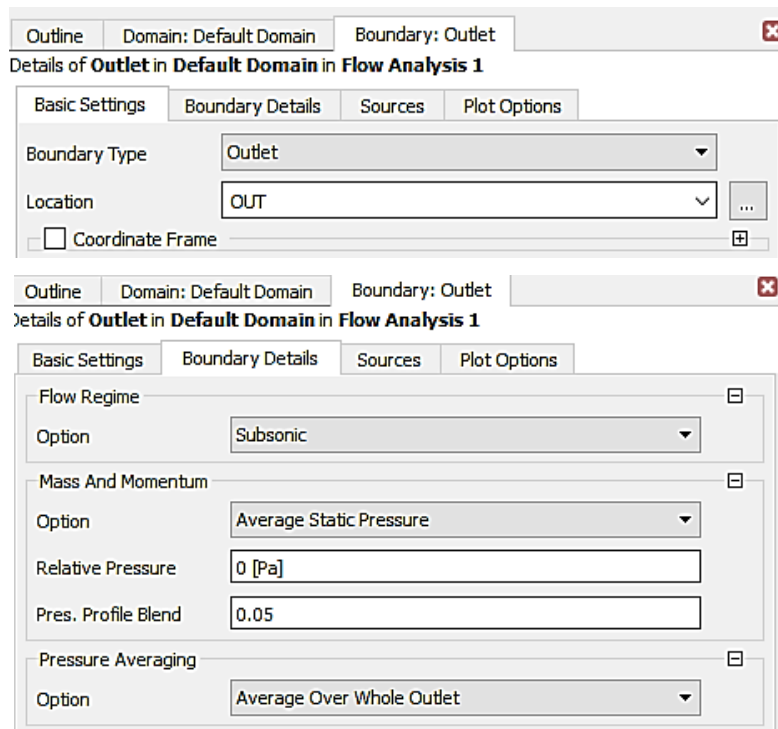 Outline Domain: Default Domain Boundary: Outlet
Details of Outlet in Default Domain in Flow Analysis 1
Basic Settings Boundary Details Sources Plot Options
Boundary Type Outlet
Location OUT ...
Coordinate Frame
Outline Domain: Default Domain Boundary: Outlet
Details of Outlet in Default Domain in Flow Analysis 1
Basic Settings Boundary Details Sources Plot Options
Flow Regime
Option Subsonic
Mass And Momentum
Option Average Static Pressure
Relative Pressure 0 [Pa]
Pres. Profile Blend 0.05
Pressure Averaging
Option Average Over Whole Outlet